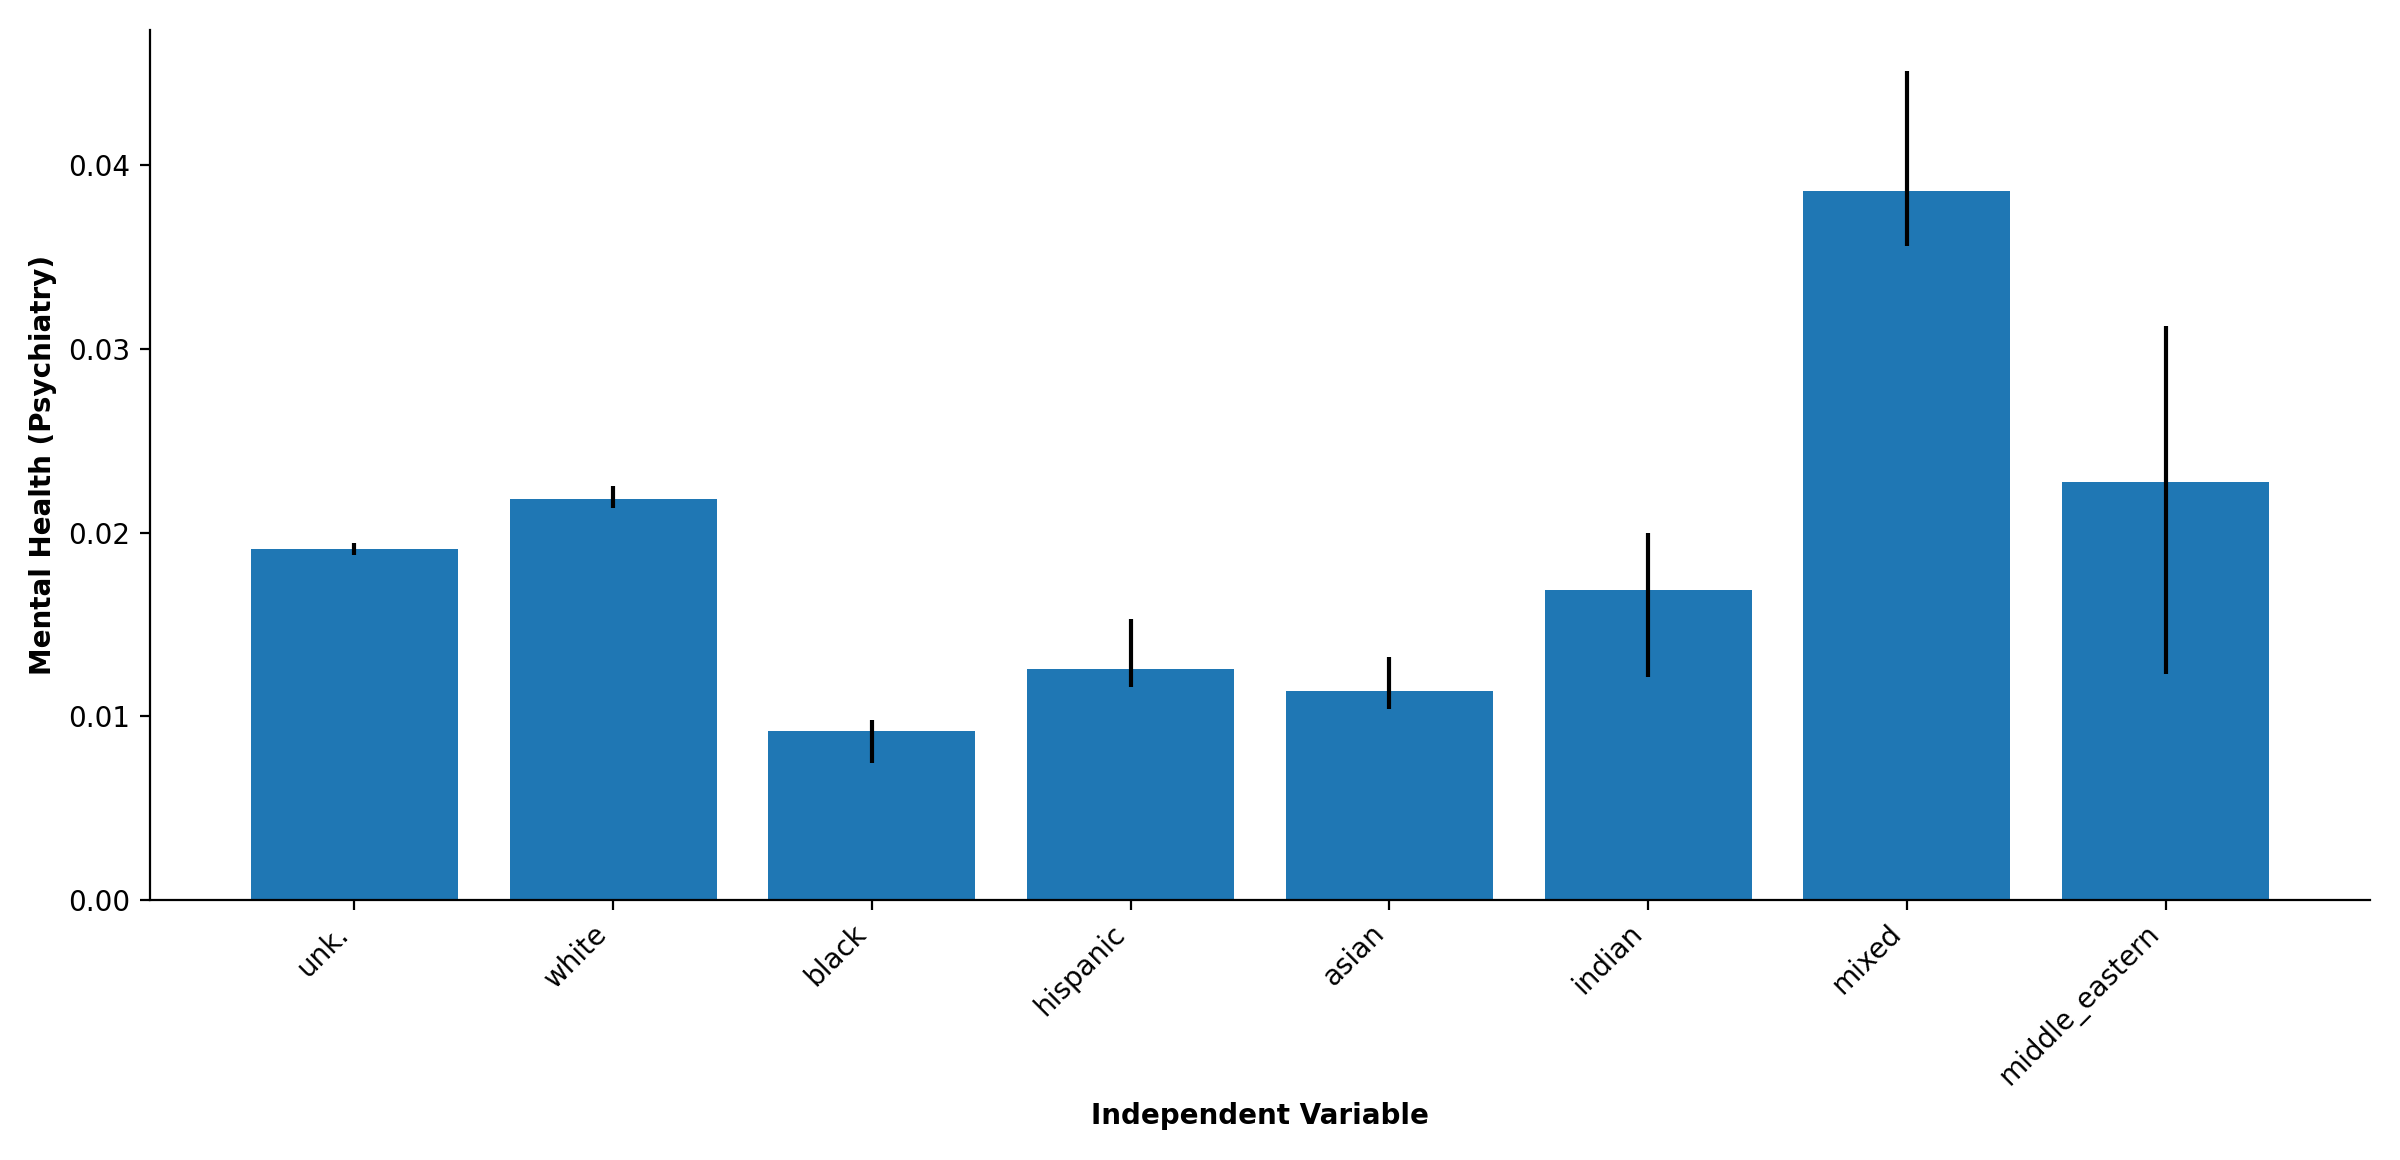 Mental Health (Psychiatry)
0.04
0.03
0.02
0.01
0.00
unk.
white
black
hispanic
asian
indian
mixed
middle_eastern
Independent Variable